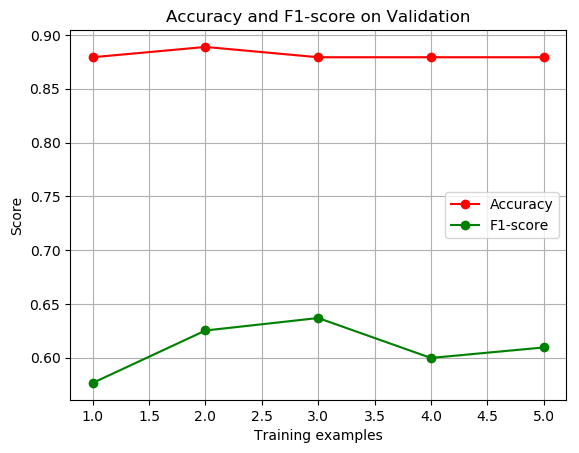 Accuracy and F1-score on Validation
Score
0.90
0.85
0.80
0.75
0.70
0.65
0.60
Accuracy
F1-score
1.0 1.5 2.0 2.5 3.0 3.5 4.0 4.5 5.0
Training examples